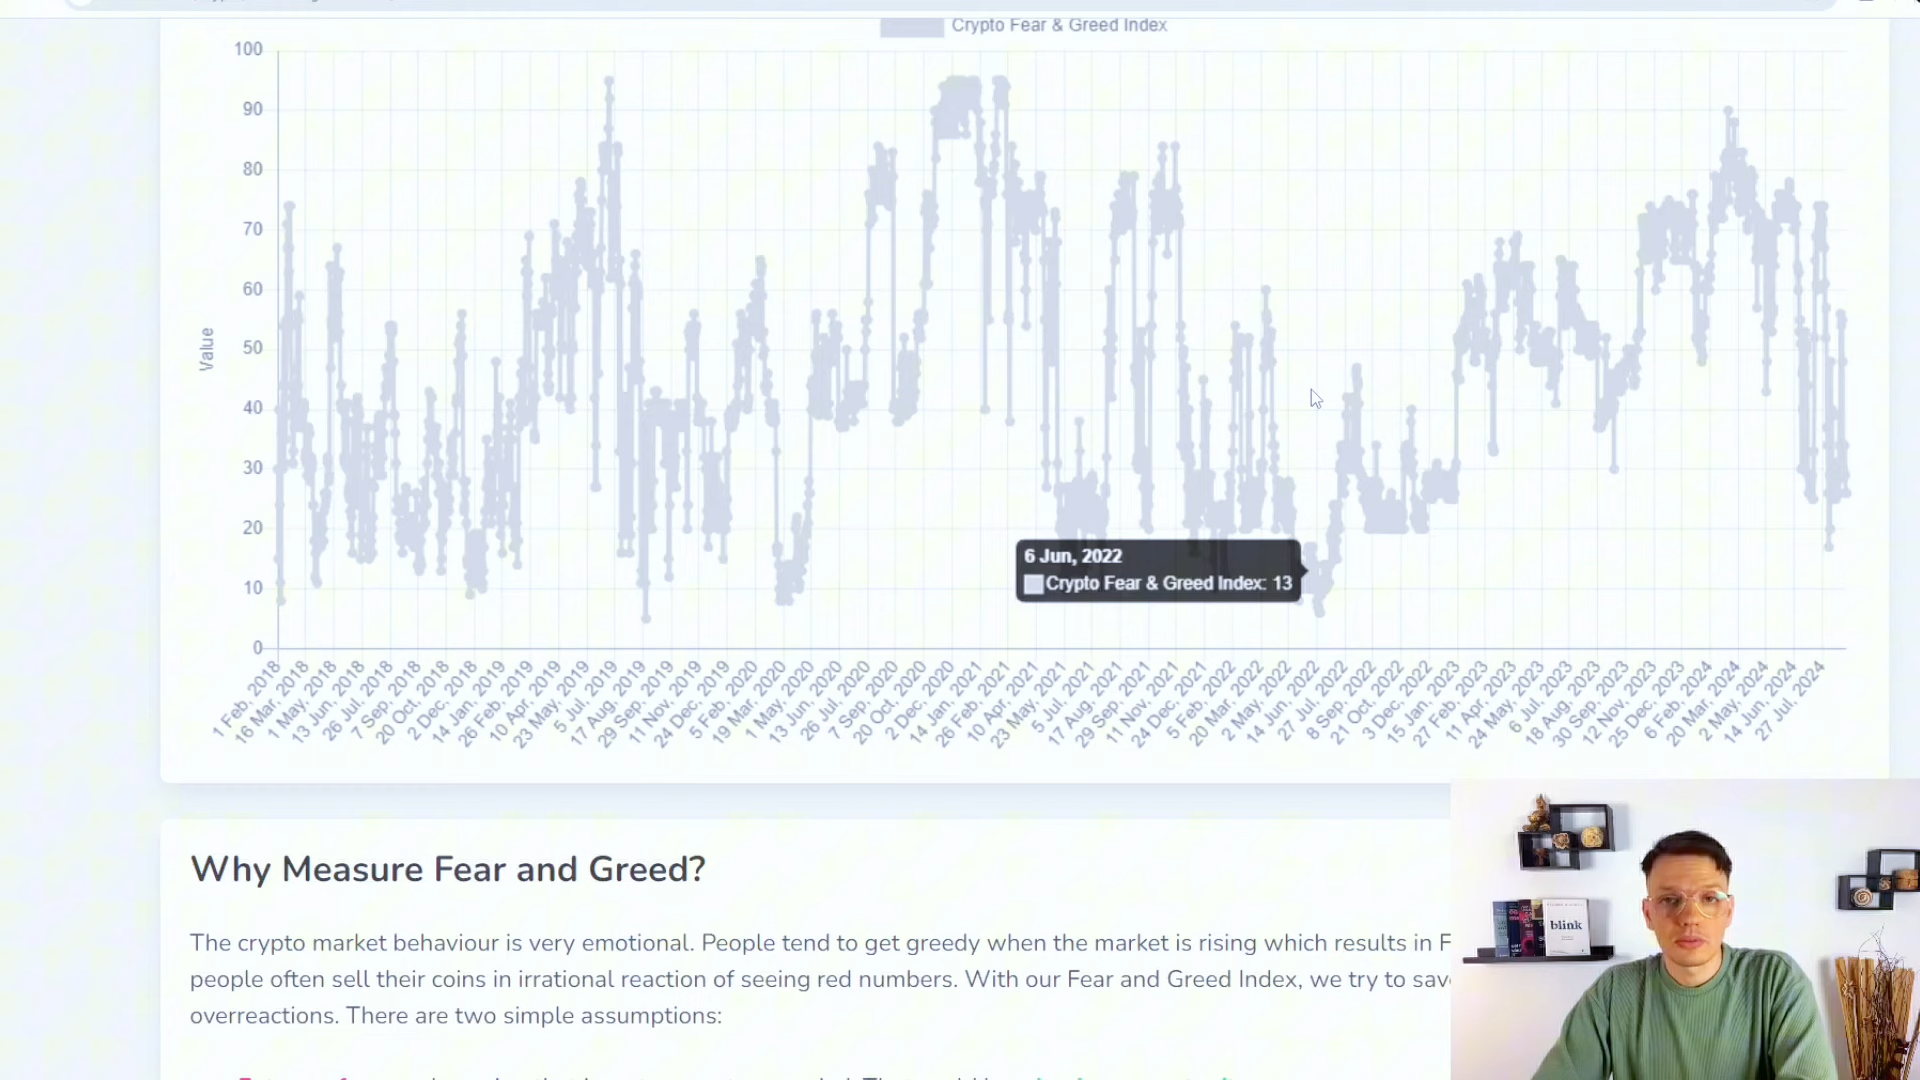 Crypto Fear & Greed Index
100
90
80
70
60
50
40
30
20
10
0
Value
6 Jun, 2022
Crypto Fear & Greed Index: 13
1 Feb, 2018
16 Mar, 2018
1 May, 2018
13 Jun, 2018
26 Jul, 2018
7 Sep, 2018
20 Oct, 2018
2 Dec, 2018
14 Jan, 2019
26 Feb, 2019
10 Apr, 2019
23 May, 2019
5 Jul, 2019
17 Aug, 2019
29 Sep, 2019
11 Nov, 2019
24 Dec, 2019
5 Feb, 2020
19 Mar, 2020
1 May, 2020
13 Jun, 2020
26 Jul, 2020
7 Sep, 2020
20 Oct, 2020
2 Dec, 2020
14 Jan, 2021
26 Feb, 2021
10 Apr, 2021
23 May, 2021
5 Jul, 2021
17 Aug, 2021
29 Sep, 2021
11 Nov, 2021
24 Dec, 2021
5 Feb, 2022
20 Mar, 2022
2 May, 2022
14 Jun, 2022
27 Jul, 2022
8 Sep, 2022
21 Oct, 2022
3 Dec, 2022
15 Jan, 2023
27 Feb, 2023
11 Apr, 2023
24 May, 2023
6 Jul, 2023
18 Aug, 2023
30 Sep, 2023
12 Nov, 2023
25 Dec, 2023
6 Feb, 2024
20 Mar, 2024
2 May, 2024
14 Jun, 2024
27 Jul, 2024
Why Measure Fear and Greed?
The crypto market behaviour is very emotional. People tend to get greedy when the market is rising which results in F
people often sell their coins in irrational reaction of seeing red numbers. With our Fear and Greed Index, we try to save
overreactions. There are two simple assumptions:
blink